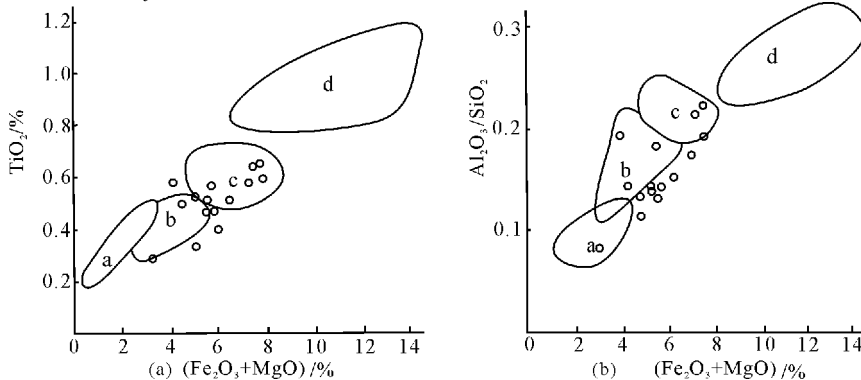 1.2
1.0
0.8
0.6
0.4
0.2
TiO₂/%
a
b
c
d
0 2 4 6 8 10 12 14
(a) (Fe₂O₃+MgO) /%
0.3
0.2
0.1
Al₂O₃/SiO₂
a
b
c
d
0 2 4 6 8 10 12 14
(b) (Fe₂O₃+MgO) /%